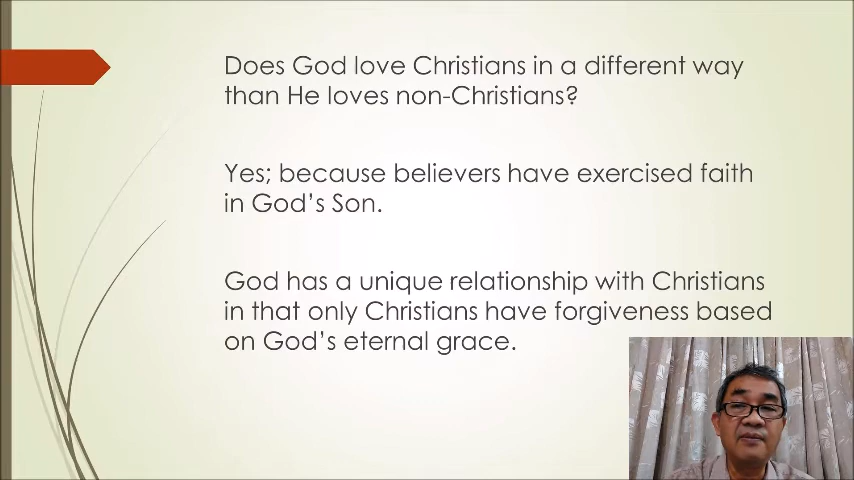 Does God love Christians in a different way
than He loves non-Christians?
Yes; because believers have exercised faith
in God’s Son.
God has a unique relationship with Christians
in that only Christians have forgiveness based
on God’s eternal grace.